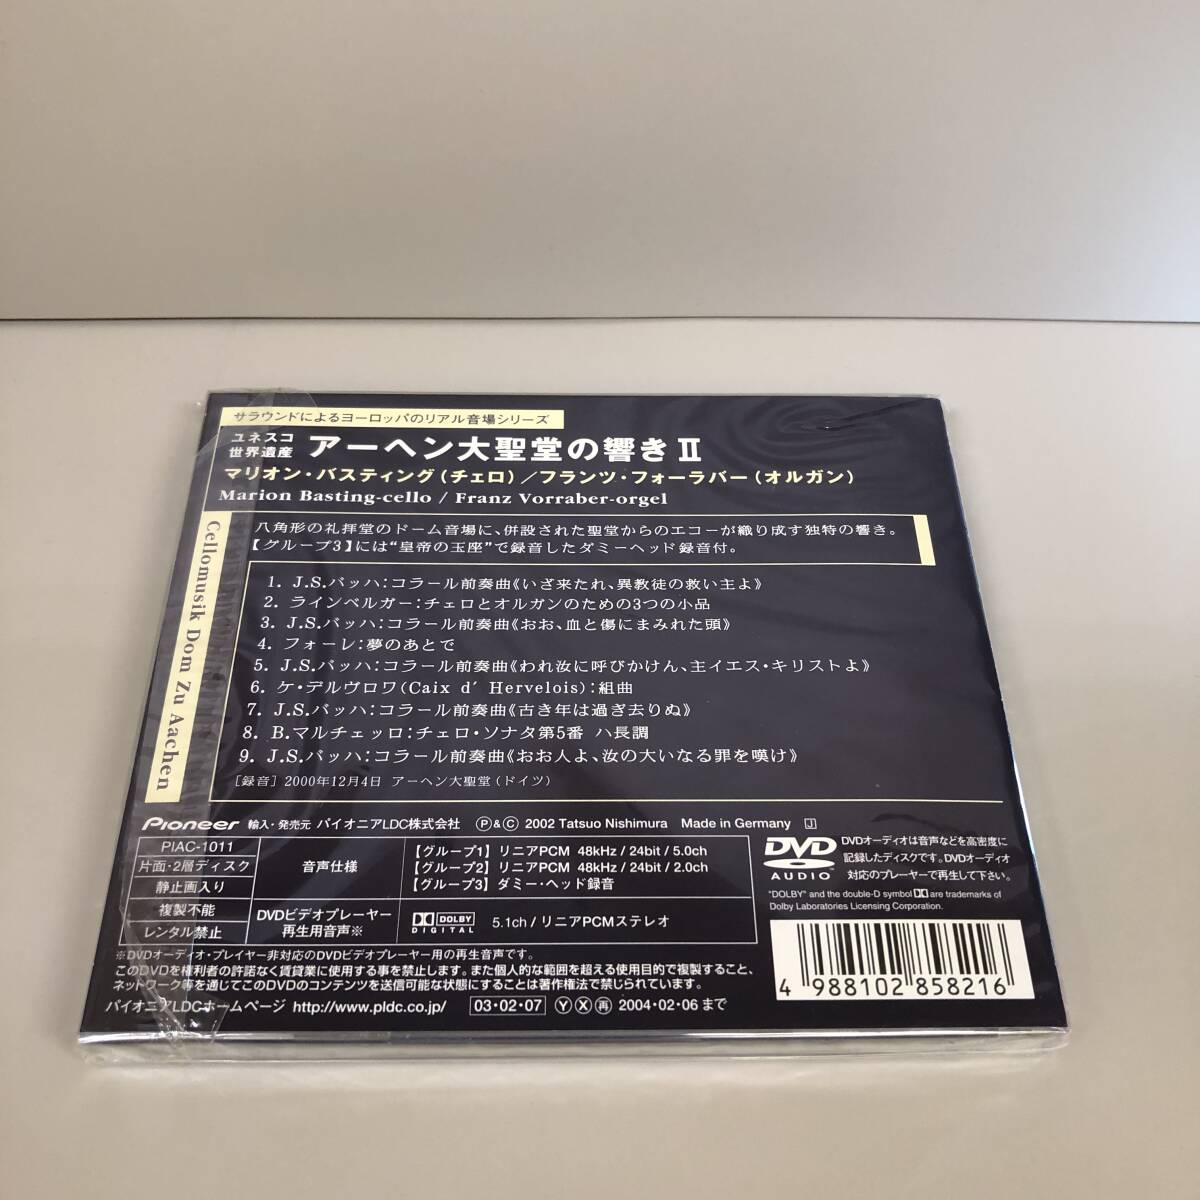 サラウンドによるヨーロッパのリアル音場シリーズ
ユネスコ
世界遺産
アーヘン大聖堂の響きⅡ
マリオン・バスティング(チェロ)/フランツ・フォーラバー(オルガン)
Marion Basting-cello / Franz Vorraber-orgel
Cellomusik Dom Zu Aachen
八角形の礼拝堂のドーム音場に、併設された聖堂からのエコーが織り成す独特の響き。
【グループ3】には“皇帝の玉座”で録音したダミーヘッド録音付。
1. J.S.バッハ:コラール前奏曲《いざ来たれ、異教徒の救い主よ》
2. ラインベルガー:チェロとオルガンのための3つの小品
3. J.S.バッハ:コラール前奏曲《おお、血と傷にまみれた頭》
4. フォーレ:夢のあとで
5. J.S.バッハ:コラール前奏曲《われ汝に呼びかけん、主イエス・キリストよ》
6. ケ・デルヴロワ(Caix d' Hervelois):組曲
7. J.S.バッハ:コラール前奏曲《古き年は過ぎ去りぬ》
8. B.マルチェッロ:チェロ・ソナタ第5番 ハ長調
9. J.S.バッハ:コラール前奏曲《おお人よ、汝の大いなる罪を嘆け》
[録音] 2000年12月4日 アーヘン大聖堂(ドイツ)
Pioneer 輸入・発売元 パイオニアLDC株式会社 Ⓟ&Ⓒ 2002 Tatsuo Nishimura Made in Germany J
PIAC-1011
片面・2層ディスク
静止画入り
複製不能
レンタル禁止
音声仕様
【グループ1】リニアPCM 48kHz / 24bit / 5.0ch
【グループ2】リニアPCM 48kHz / 24bit / 2.0ch
【グループ3】ダミー・ヘッド録音
DVDビデオプレーヤー
再生用音声※
DOLBY
DIGITAL
5.1ch / リニアPCMステレオ
DVD
AUDIO
DVDオーディオは音声などを高密度に
記録したディスクです。DVDオーディオ
対応のプレーヤーで再生して下さい。
"DOLBY" and the double-D symbol are trademarks of
Dolby Laboratories Licensing Corporation.
※DVDオーディオ・プレイヤー非対応のDVDビデオプレーヤー用の再生音声です。
このDVDを権利者の許諾なく賃貸業に使用する事を禁止します。また個人的な範囲を超える使用目的で複製すること、
ネットワーク等を通じてこのDVDのコンテンツを送信可能な状態にすることは著作権法で禁じられています。
パイオニアLDCホームページ http://www.pldc.co.jp/ 03・02・07 Ⓨ Ⓧ 再 2004・02・06 まで
4 988102 858216